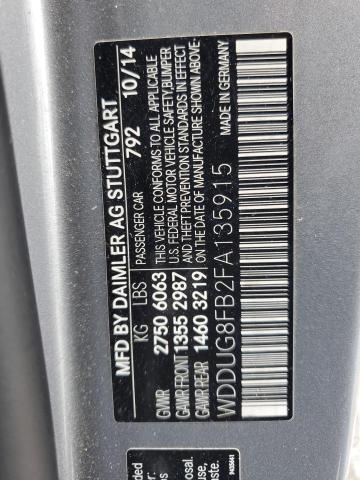 MFD BY DAIMLER AG STUTTGART 10/14
KG LBS PASSENGER CAR 792
GVWR 2750 6063 THIS VEHICLE CONFORMS TO ALL APPLICABLE
GAWR FRONT 1355 2987 U.S. FEDERAL MOTOR VEHICLE SAFETY,BUMPER
GAWR REAR 1460 3219 AND THEFT PREVENTION STANDARDS IN EFFECT
ON THE DATE OF MANUFACTURE SHOWN ABOVE.
WDDUG8FB2FA135915 MADE IN GERMANY